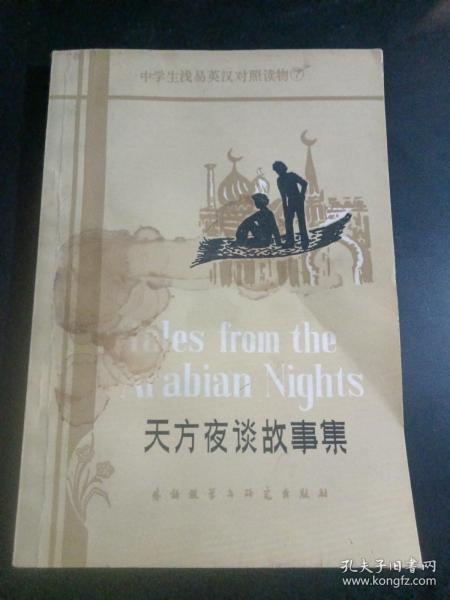 中学生浅易英汉对照读物⑦
Tales from the
Arabian Nights
天方夜谈故事集
外语教学与研究出版社
孔夫子旧书网
www.kongfz.com